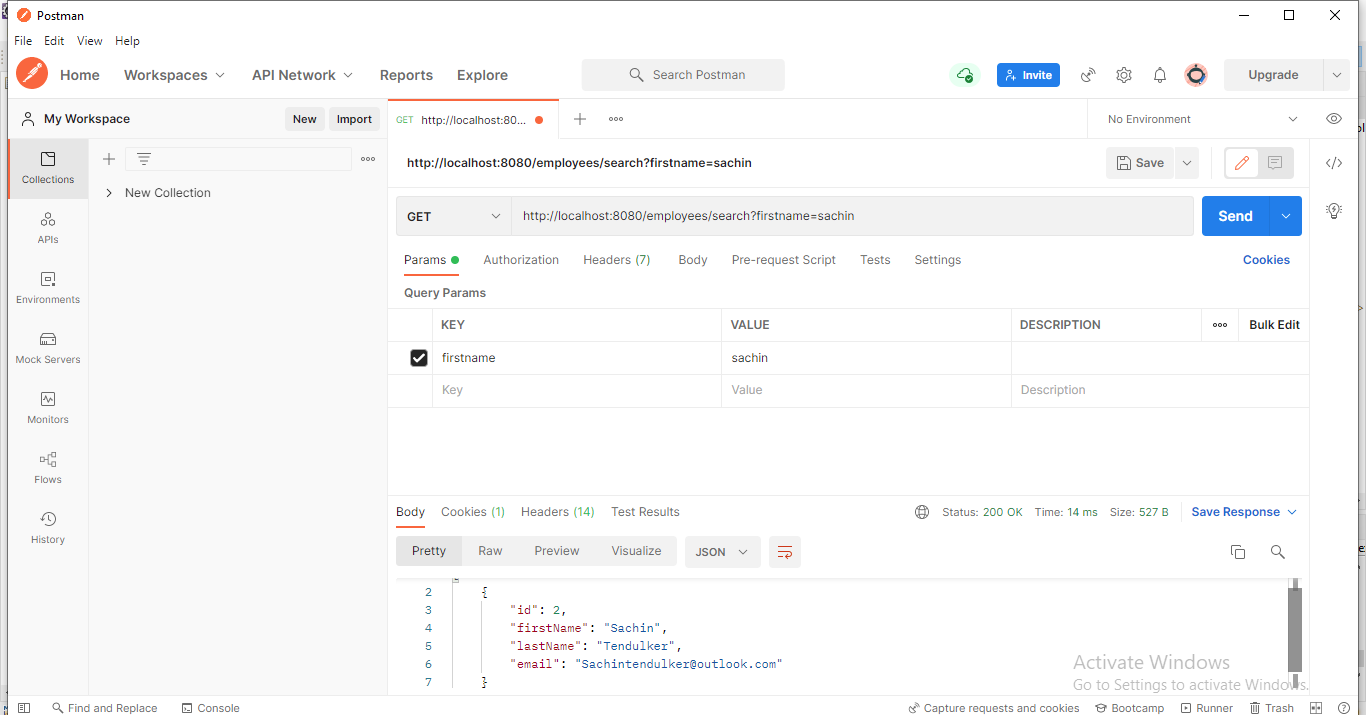 Postman
File Edit View Help
Home Workspaces API Network Reports Explore Search Postman Invite Upgrade
My Workspace New Import GET http://localhost:80... No Environment
http://localhost:8080/employees/search?firstname=sachin Save
Collections
New Collection
GET http://localhost:8080/employees/search?firstname=sachin Send
APIs
Params Authorization Headers (7) Body Pre-request Script Tests Settings Cookies
Query Params
Environments
KEY VALUE DESCRIPTION Bulk Edit
firstname sachin
Mock Servers
Key Value Description
Monitors
Flows
Body Cookies (1) Headers (14) Test Results Status: 200 OK Time: 14 ms Size: 527 B Save Response
History
Pretty Raw Preview Visualize JSON
2 {
3 "id": 2,
4 "firstName": "Sachin",
5 "lastName": "Tendulker",
6 "email": "Sachintendulker@outlook.com"
7 }
Activate Windows
Go to Settings to activate Windows.
Find and Replace Console Capture requests and cookies Bootcamp Runner Trash